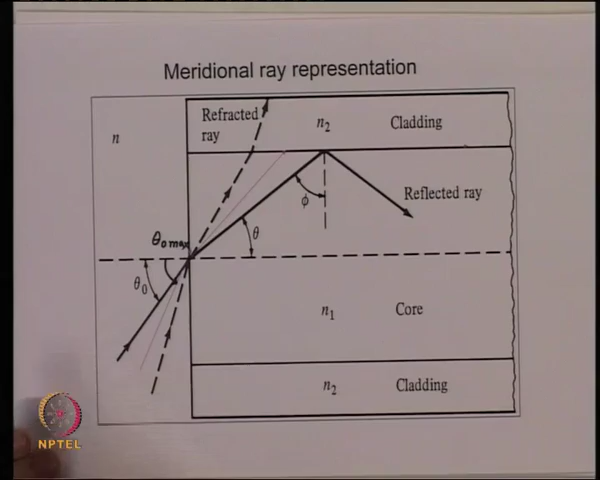 Meridional ray representation
Refracted
ray
n
n₂
Cladding
Reflected ray
ϕ
θ
θ₀ max
θ₀
n₁
Core
n₂
Cladding
NPTEL